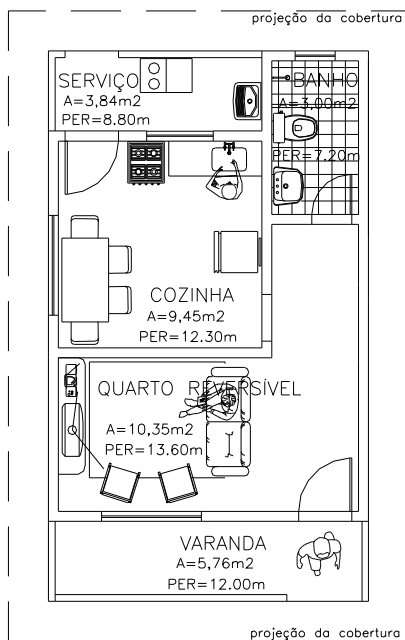 projeção da cobertura
SERVIÇO
A=3,84m2
PER=8.80m
BANHO
A=3,00m2
PER=7.20m
COZINHA
A=9,45m2
PER=12.30m
QUARTO REVERSÍVEL
A=10,35m2
PER=13.60m
VARANDA
A=5,76m2
PER=12.00m
projeção da cobertura